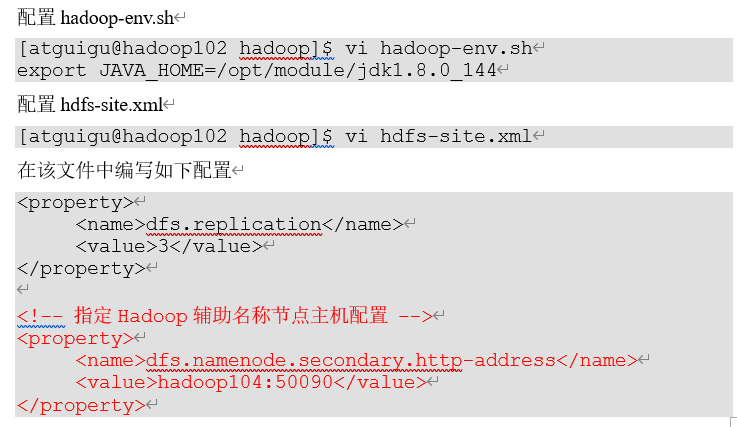 配置 hadoop-env.sh
[atguigu@hadoop102 hadoop]$ vi hadoop-env.sh
export JAVA_HOME=/opt/module/jdk1.8.0_144
配置 hdfs-site.xml
[atguigu@hadoop102 hadoop]$ vi hdfs-site.xml
在该文件中编写如下配置
<property>
<name>dfs.replication</name>
<value>3</value>
</property>
<!-- 指定 Hadoop 辅助名称节点主机配置 -->
<property>
<name>dfs.namenode.secondary.http-address</name>
<value>hadoop104:50090</value>
</property>